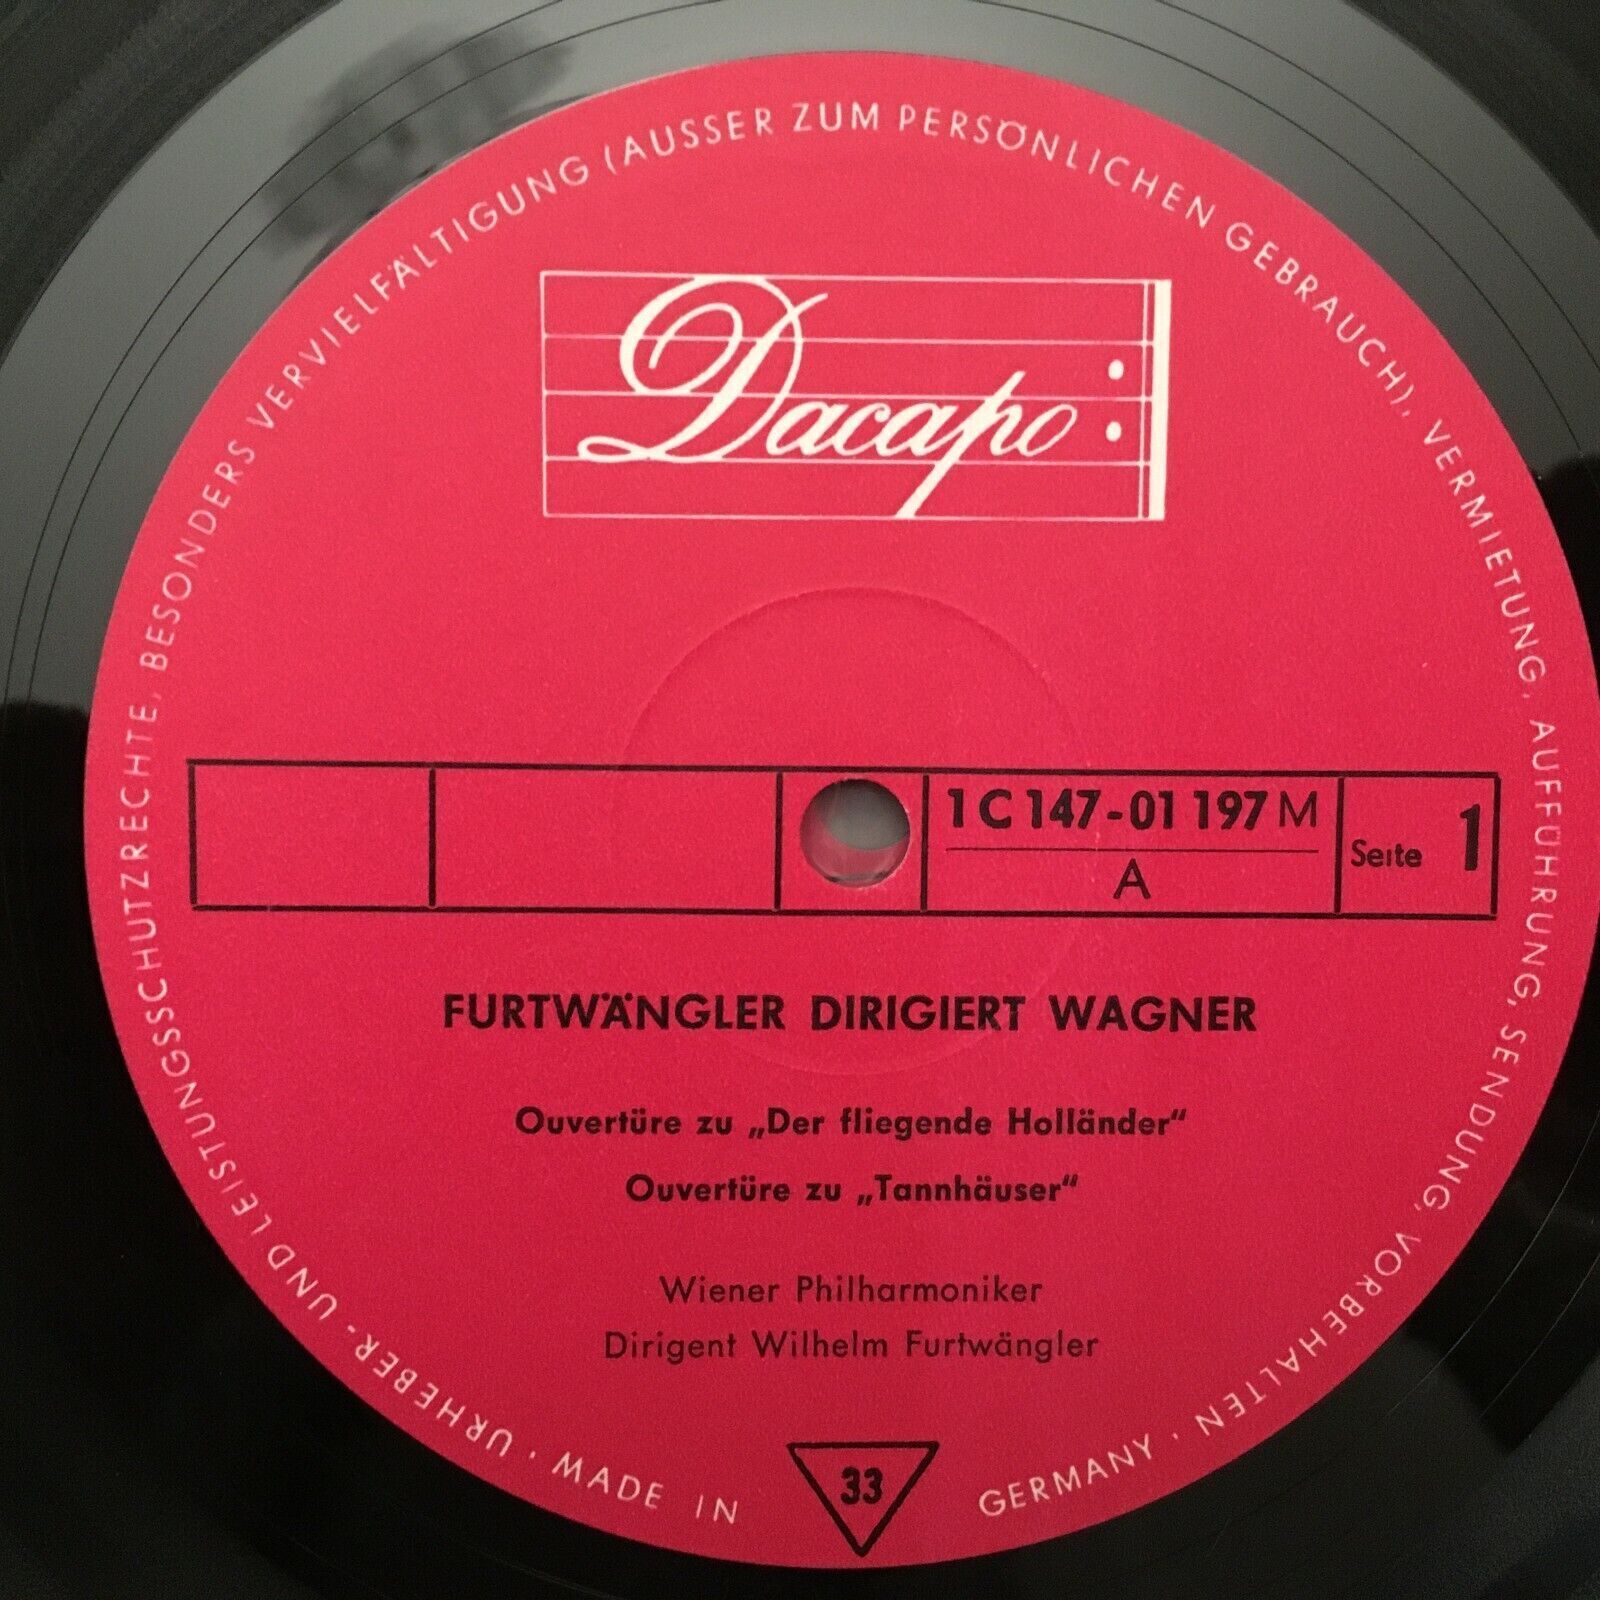 URHEBER- UND LEISTUNGSSCHUTZRECHTE, BESONDERS VERVIELFÄLTIGUNG (AUSSER ZUM PERSÖNLICHEN GEBRAUCH), VERMIETUNG, AUFFÜHRUNG, SENDUNG, VORBEHALTEN ·
Dacapo
1 C 147-01 197 M
A
Seite 1
FURTWÄNGLER DIRIGIERT WAGNER
Ouvertüre zu „Der fliegende Holländer“
Ouvertüre zu „Tannhäuser“
Wiener Philharmoniker
Dirigent Wilhelm Furtwängler
33
MADE IN GERMANY ·